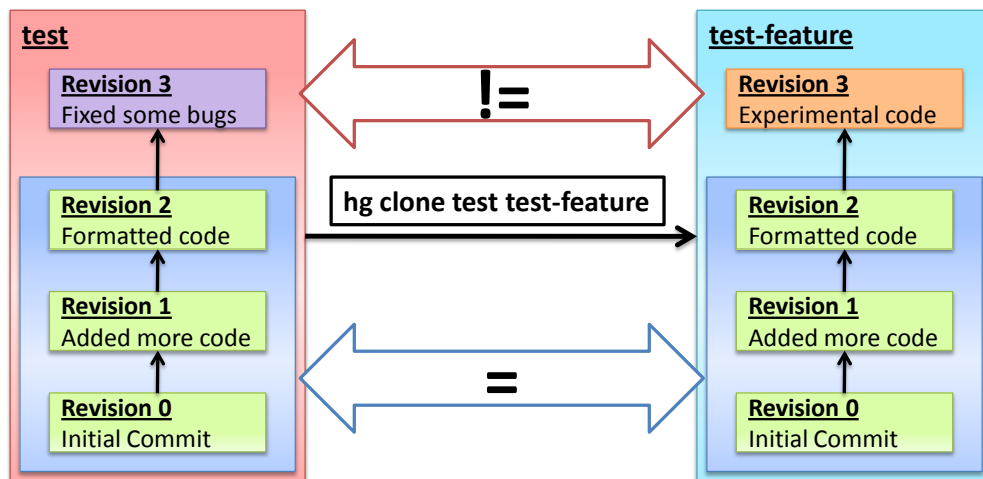 test
Revision 3
Fixed some bugs
Revision 2
Formatted code
Revision 1
Added more code
Revision 0
Initial Commit
!=
hg clone test test-feature
=
test-feature
Revision 3
Experimental code
Revision 2
Formatted code
Revision 1
Added more code
Revision 0
Initial Commit